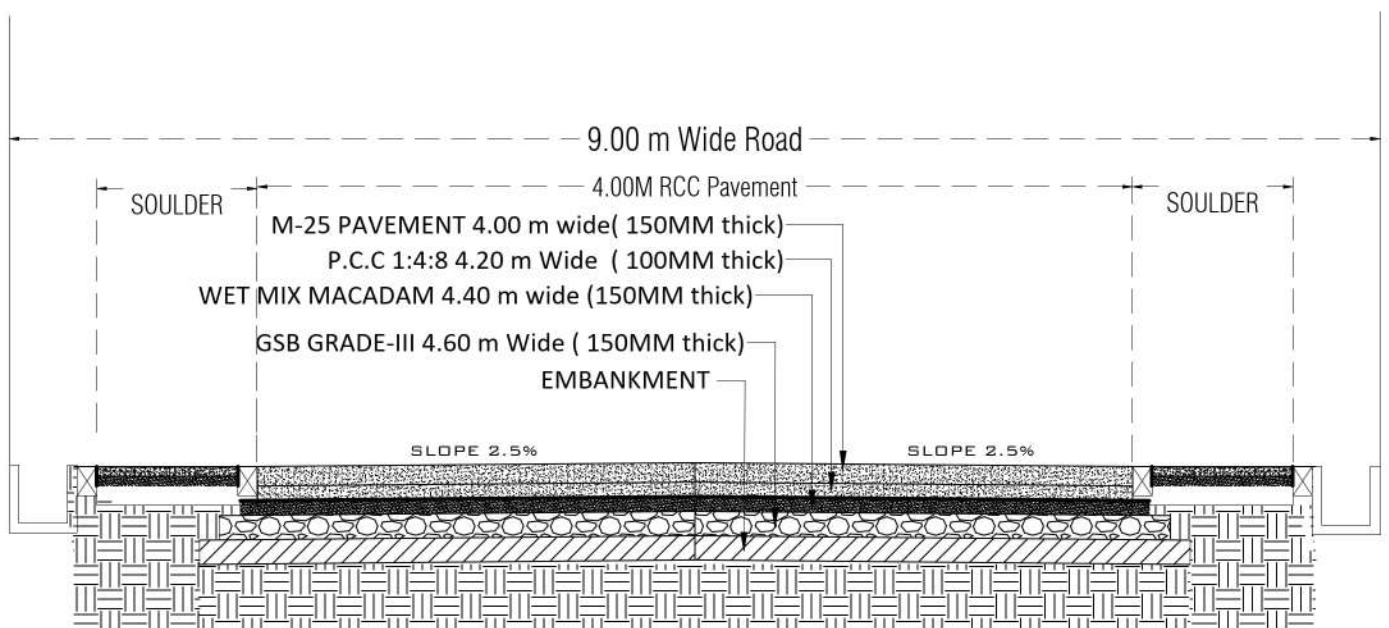 9.00 m Wide Road
4.00M RCC Pavement
SOULDER
SOULDER
M-25 PAVEMENT 4.00 m wide( 150MM thick)
P.C.C 1:4:8 4.20 m Wide ( 100MM thick)
WET MIX MACADAM 4.40 m wide (150MM thick)
GSB GRADE-III 4.60 m Wide ( 150MM thick)
EMBANKMENT
SLOPE 2.5%
SLOPE 2.5%